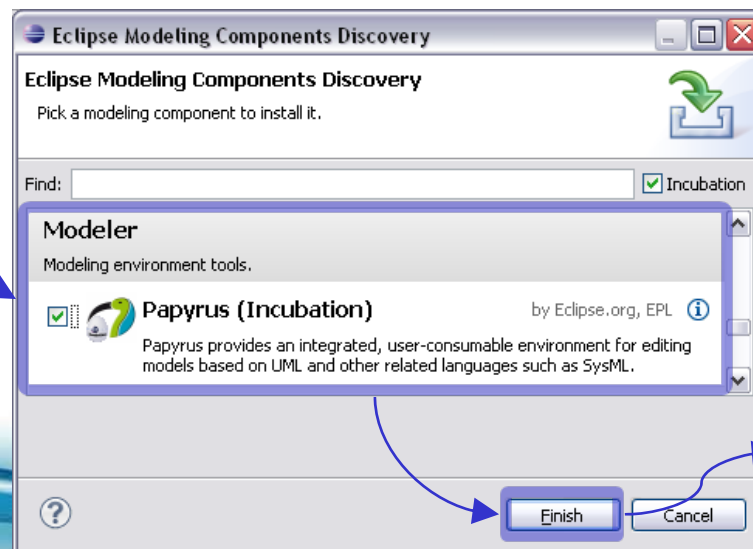 Eclipse Modeling Components Discovery
Eclipse Modeling Components Discovery
Pick a modeling component to install it.
Find:
Incubation
Modeler
Modeling environment tools.
Papyrus (Incubation)
by Eclipse.org, EPL
Papyrus provides an integrated, user-consumable environment for editing
models based on UML and other related languages such as SysML.
Finish
Cancel